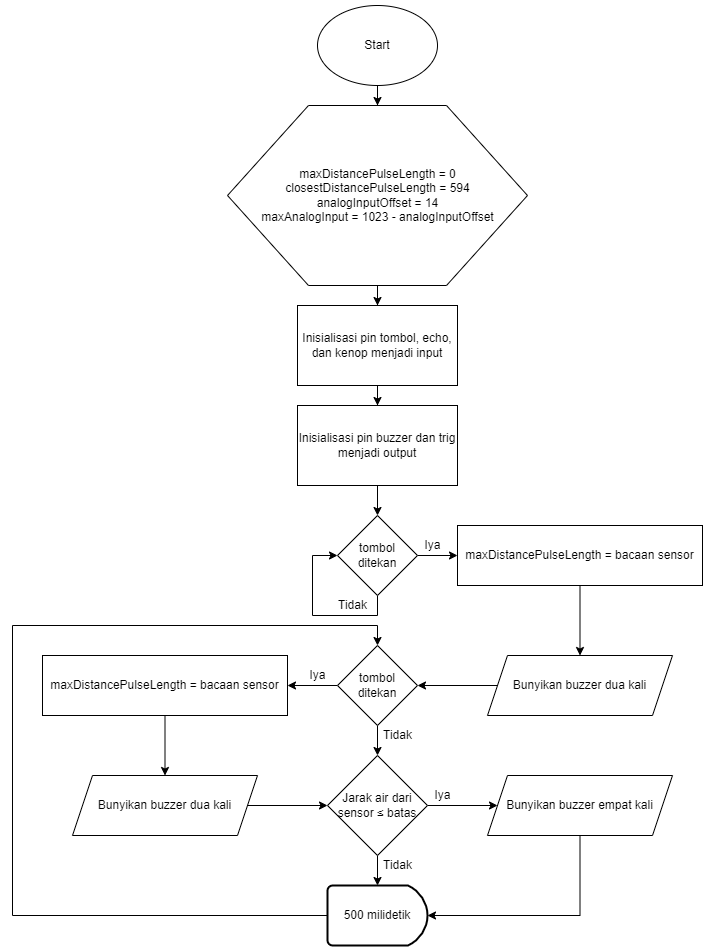 Start
maxDistancePulseLength = 0
closestDistancePulseLength = 594
analogInputOffset = 14
maxAnalogInput = 1023 - analogInputOffset
Inisialisasi pin tombol, echo,
dan kenop menjadi input
Inisialisasi pin buzzer dan trig
menjadi output
tombol
ditekan
Iya
maxDistancePulseLength = bacaan sensor
Tidak
Bunyikan buzzer dua kali
tombol
ditekan
Iya
maxDistancePulseLength = bacaan sensor
Tidak
Bunyikan buzzer dua kali
Jarak air dari
sensor ≤ batas
Iya
Bunyikan buzzer empat kali
Tidak
500 milidetik